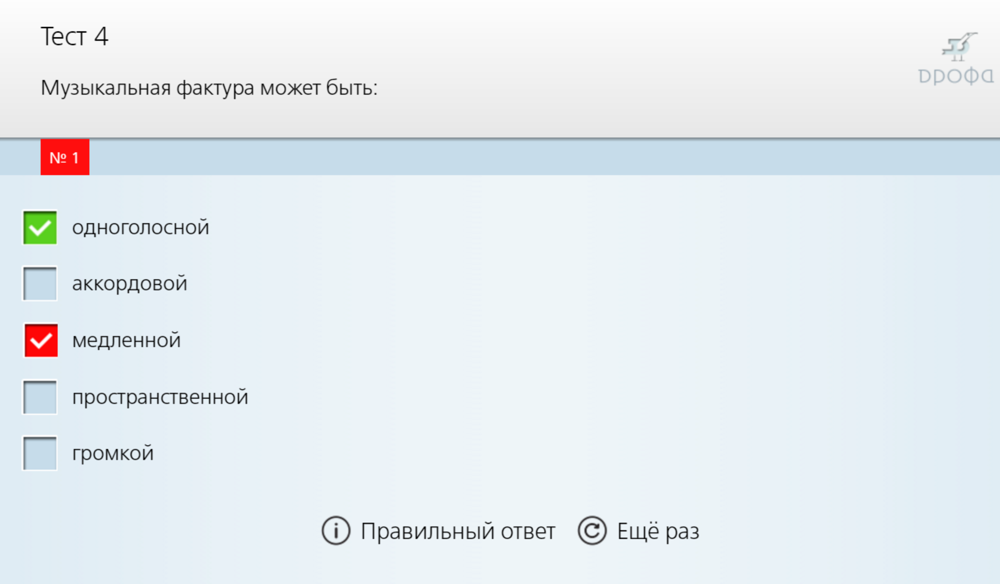 Тест 4
дрофа
Музыкальная фактура может быть:
№ 1
одноголосной
аккордовой
медленной
пространственной
громкой
Правильный ответ
Ещё раз